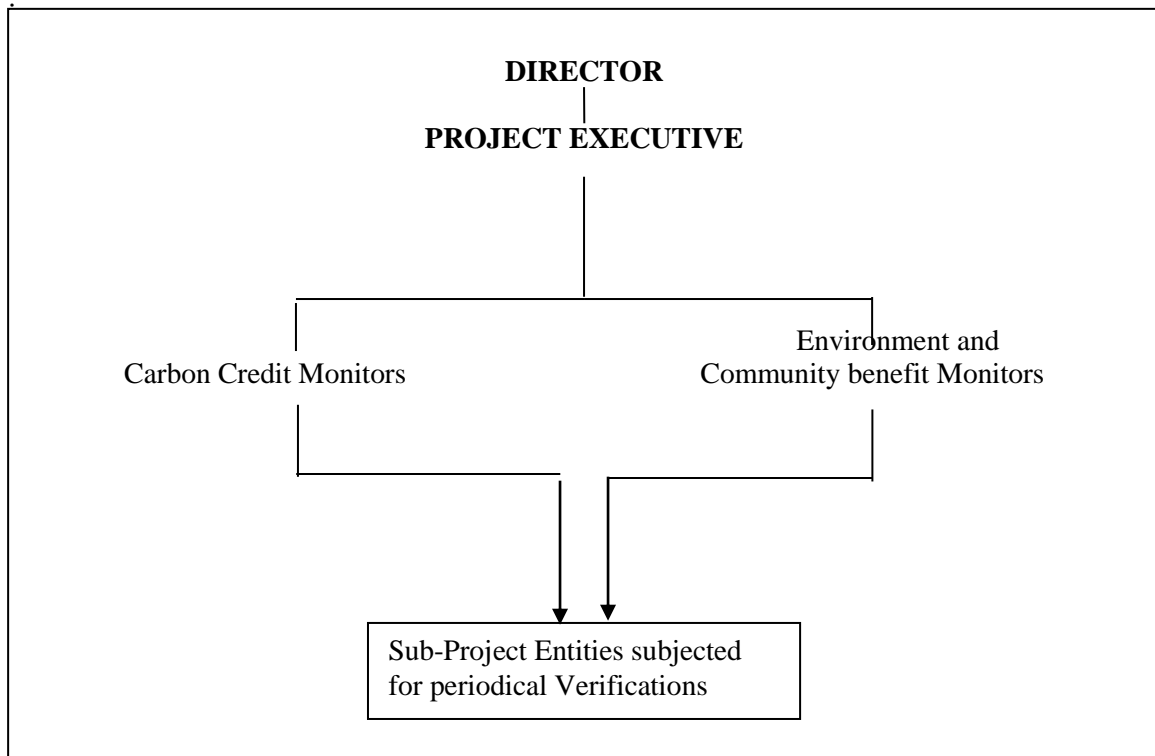 DIRECTOR
PROJECT EXECUTIVE
Carbon Credit Monitors
Environment and
Community benefit Monitors
Sub-Project Entities subjected
for periodical Verifications